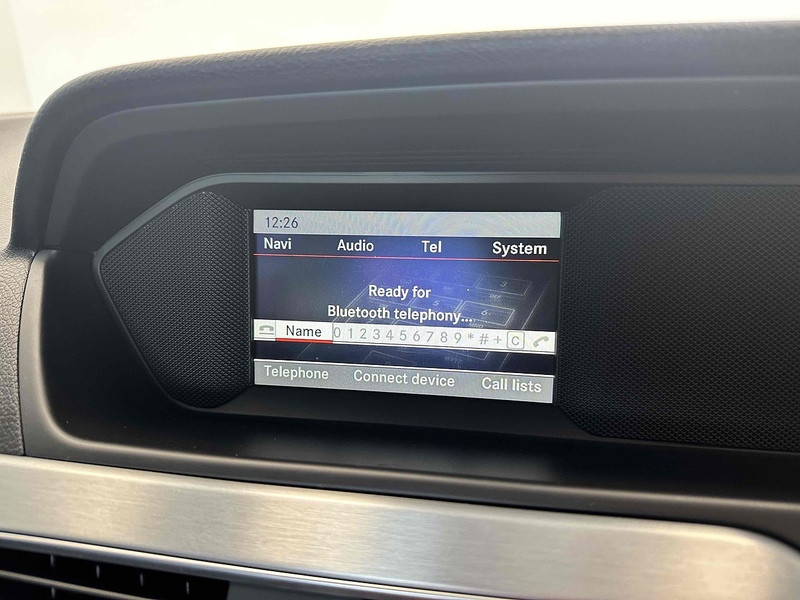 12:26
Navi Audio Tel System
Ready for
Bluetooth telephony...
Name 0 1 2 3 4 5 6 7 8 9 * # + C
Telephone Connect device Call lists